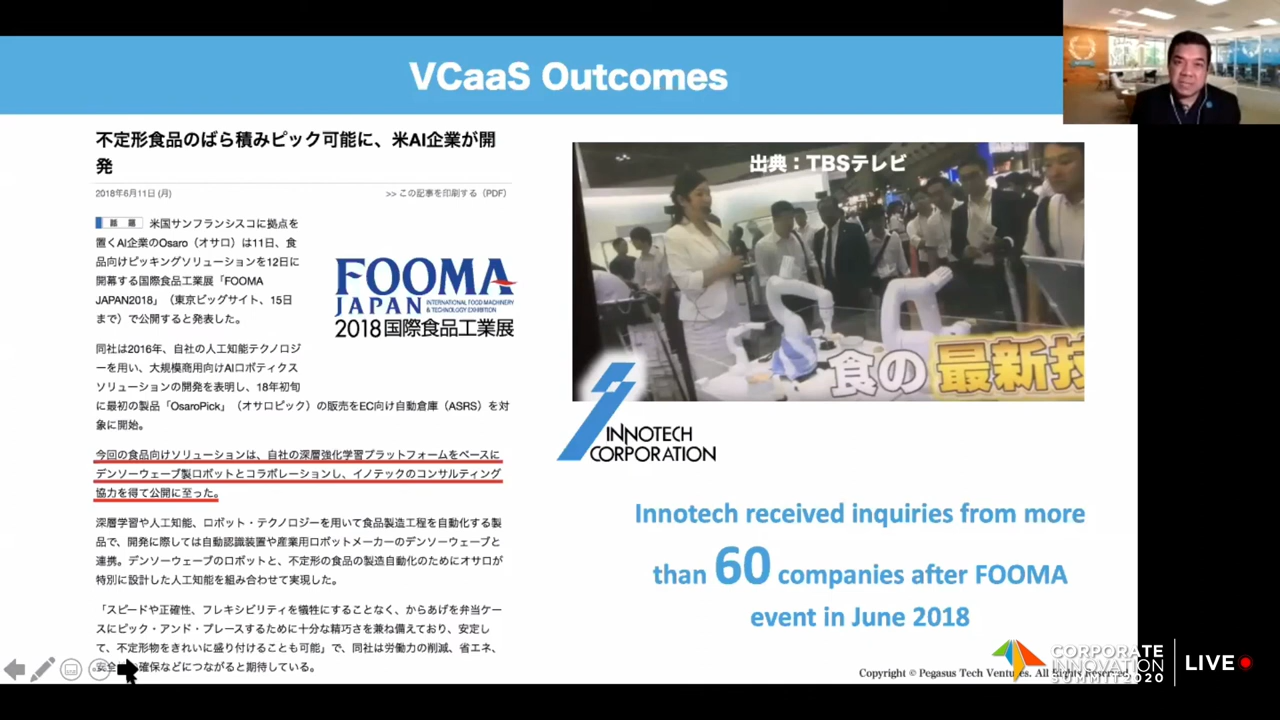 VCaaS Outcomes
不定形食品のばら積みピック可能に、米AI企業が開
発
2018年6月11日 (月)
>> この記事を印刷する（PDF）
話題 米国サンフランシスコに拠点を
置くAI企業のOsaro（オサロ）は11日、食
品向けピッキングソリューションを12日に
開幕する国際食品工業展「FOOMA
JAPAN2018」（東京ビッグサイト、15日
まで）で公開すると発表した。
FOOMA
JAPAN INTERNATIONAL FOOD MACHINERY
& TECHNOLOGY EXHIBITION
2018国際食品工業展
同社は2016年、自社の人工知能テクノロジ
ーを用い、大規模商用向けAIロボティクス
ソリューションの開発を表明し、18年初旬
に最初の製品「OsaroPick」（オサロピック）の販売をEC向け自動倉庫（ASRS）を対
象に開始。
今回の食品向けソリューションは、自社の深層強化学習プラットフォームをベースに
デンソーウェーブ製ロボットとコラボレーションし、イノテックのコンサルティング
協力を得て公開に至った。
深層学習や人工知能、ロボット・テクノロジーを用いて食品製造工程を自動化する製
品で、開発に際しては自動認識装置や産業用ロボットメーカーのデンソーウェーブと
連携。デンソーウェーブのロボットと、不定形の食品の製造自動化のためにオサロが
特別に設計した人工知能を組み合わせて実現した。
「スピードや正確性、フレキシビリティを犠牲にすることなく、からあげを弁当ケー
スにピック・アンド・プレースするために十分な精巧さを兼ね備えており、安定し
て、不定形物をきれいに盛り付けることも可能」で、同社は労働力の削減、省エネ、
確保などにつながると期待している。
出典：TBSテレビ
食の最新技
INNOTECH
CORPORATION
Innotech received inquiries from more
than 60 companies after FOOMA
event in June 2018
Copyright © Pegasus Tech Ventures. All Rights Reserved
CORPORATE
INNOVATION
SUMMIT2020
LIVE